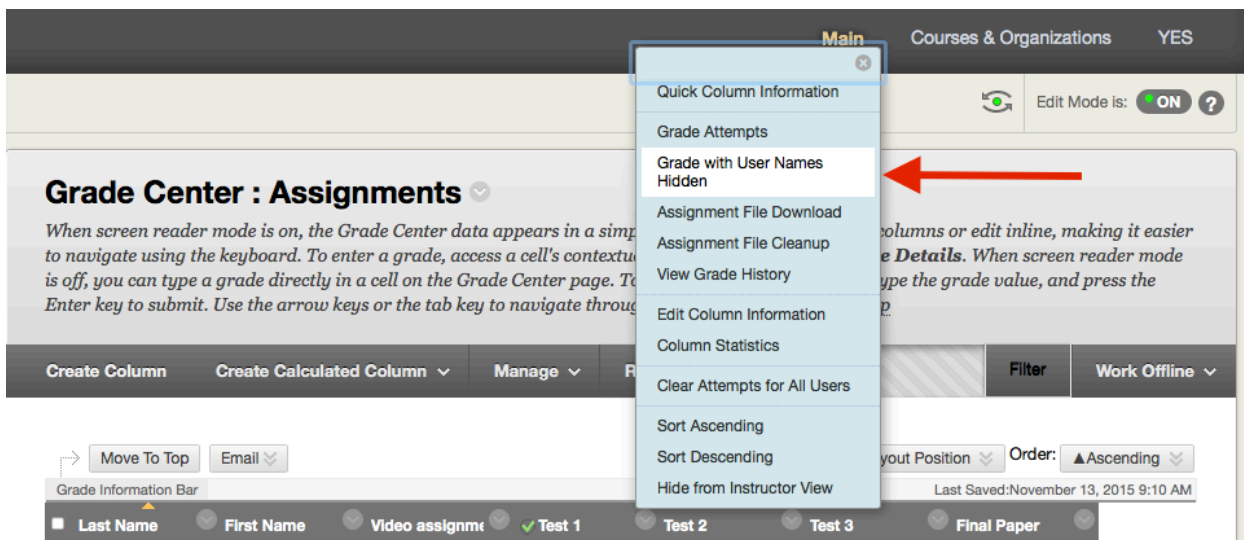 Main Courses & Organizations YES
Quick Column Information
Edit Mode is: ON ?
Grade Attempts
Grade with User Names
Hidden
Assignment File Download
Assignment File Cleanup
View Grade History
Edit Column Information
Column Statistics
Clear Attempts for All Users
Sort Ascending
Sort Descending
Hide from Instructor View
Grade Center : Assignments
When screen reader mode is on, the Grade Center data appears in a simp olumns or edit inline, making it easier
to navigate using the keyboard. To enter a grade, access a cell's contextu e Details. When screen reader mode
is off, you can type a grade directly in a cell on the Grade Center page. To ype the grade value, and press the
Enter key to submit. Use the arrow keys or the tab key to navigate throug p
Create Column Create Calculated Column Manage R Filter Work Offline
Move To Top Email yout Position Order: ▲Ascending
Grade Information Bar Last Saved:November 13, 2015 9:10 AM
Last Name First Name Video assignme Test 1 Test 2 Test 3 Final Paper